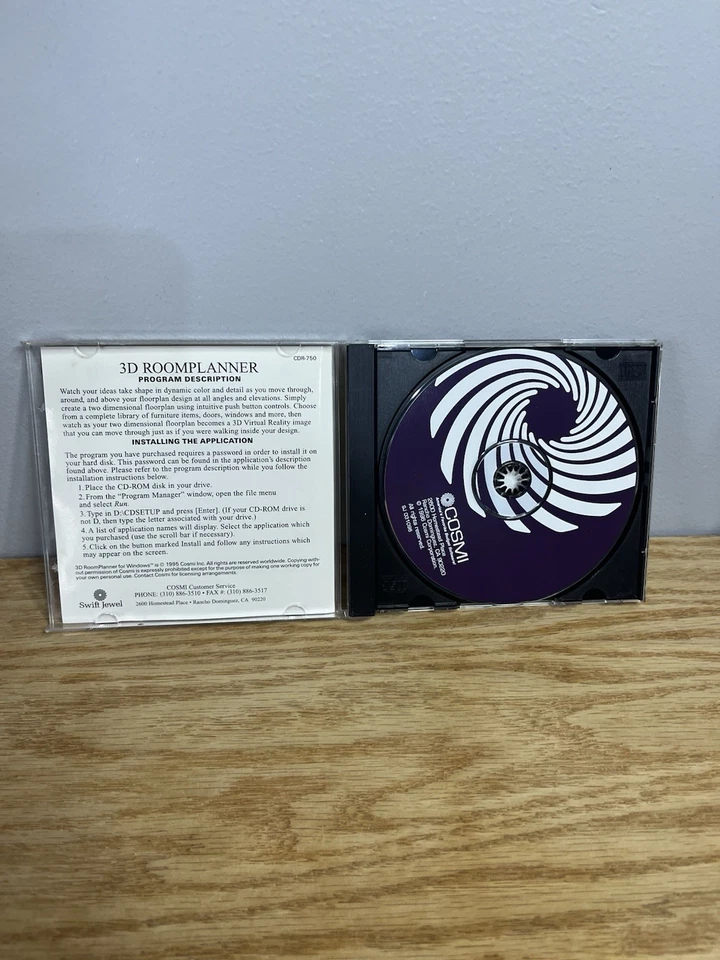 CDR-750
3D ROOMPLANNER
PROGRAM DESCRIPTION
Watch your ideas take shape in dynamic color and detail as you move through,
around, and above your floorplan design at all angles and elevations. Simply
create a two dimensional floorplan using intuitive push button controls. Choose
from a complete library of furniture items, doors, windows and more, then
watch as your two dimensional floorplan becomes a 3D Virtual Reality image
that you can move through just as if you were walking inside your design.
INSTALLING THE APPLICATION
The program you have purchased requires a password in order to install it on
your hard disk. This password can be found in the application's description
found above. Please refer to the program description while you follow the
installation instructions below.
1. Place the CD-ROM disk in your drive.
2. From the "Program Manager" window, open the file menu
and select Run.
3. Type in D:\CDSETUP and press [Enter]. (If your CD-ROM drive is
not D, then type the letter associated with your drive.)
4. A list of application names will display. Select the application which
you purchased (use the scroll bar if necessary).
5. Click on the button marked Install and follow any instructions which
may appear on the screen.
3D RoomPlanner for Windows™ is © 1995 Cosmi Inc. All rights are reserved worldwide. Copying with-
out permission of Cosmi is expressly prohibited except for the purpose of making one working copy for
your own personal use. Contact Cosmi for licensing arrangements.
COSMI Customer Service
PHONE: (310) 886-3510 • FAX #: (310) 886-3517
2600 Homestead Place • Rancho Dominguez, CA 90220
Swift Jewel
COSMI
2600 Homestead Place
Rancho Dominguez, CA 90220
Cosmi Corporation.
All rights reserved.